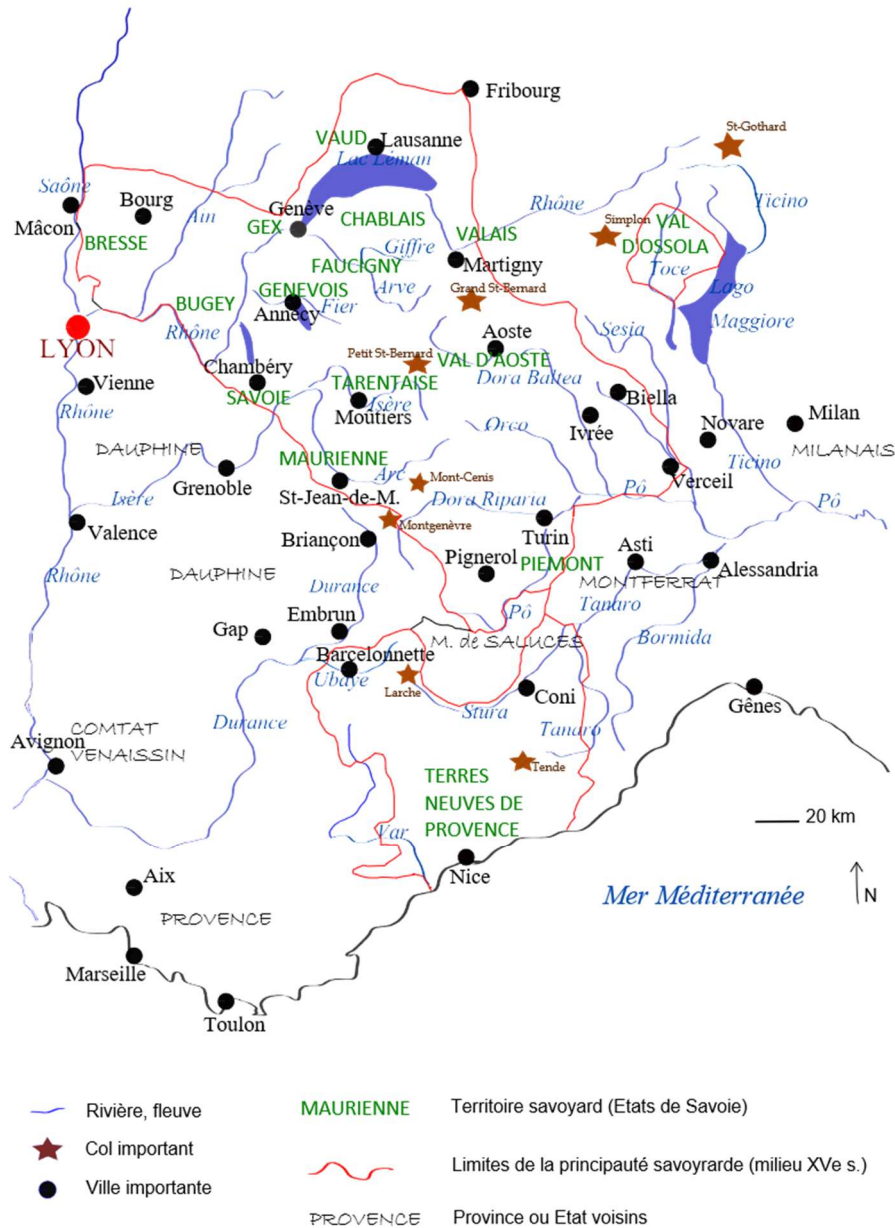 Fribourg
St-Gothard
VAUD
Lausanne
Lac Léman
Saône
Bourg
Ain
Genève
Rhône
Simplon
VAL
D'OSSOLA
Ticino
Mâcon
BRESSE
GEX
CHABLAIS
Giffre
VALAIS
Martigny
Toce
FAUCIGNY
Arve
Grand St-Bernard
Lago
Maggiore
BUGEY
GENEVOIS
Annecy
Fier
Rhône
LYON
Aoste
Sesia
Petit St-Bernard
VAL D'AOSTE
Chambéry
Vienne
SAVOIE
TARENTAISE
Isère
Moûtiers
Dora Baltea
Biella
Rhône
Ivrée
Novare
Milan
Orco
MILANAIS
DAUPHINE
Grenoble
MAURIENNE
Arc
Mont-Cenis
Verceil
Ticino
Isère
St-Jean-de-M.
Dora Riparia
Pô
Pô
Valence
Montgenèvre
Briançon
Turin
Pignerol
PIEMONT
Asti
Alessandria
Rhône
DAUPHINE
Durance
MONTFERRAT
Tanaro
Embrun
Pô
Gap
M. de SALUCES
Bormida
Barcelonnette
Ubaye
Larche
Coni
Stura
Gênes
Durance
Tanaro
COMTAT
VENAISSIN
Avignon
Tende
TERRES
NEUVES DE
PROVENCE
20 km
Var
Nice
Aix
Mer Méditerranée
N
PROVENCE
Marseille
Toulon
Rivière, fleuve
MAURIENNE
Territoire savoyard (Etats de Savoie)
Col important
Limites de la principauté savoyrarde (milieu XVe s.)
Ville importante
PROVENCE
Province ou Etat voisins